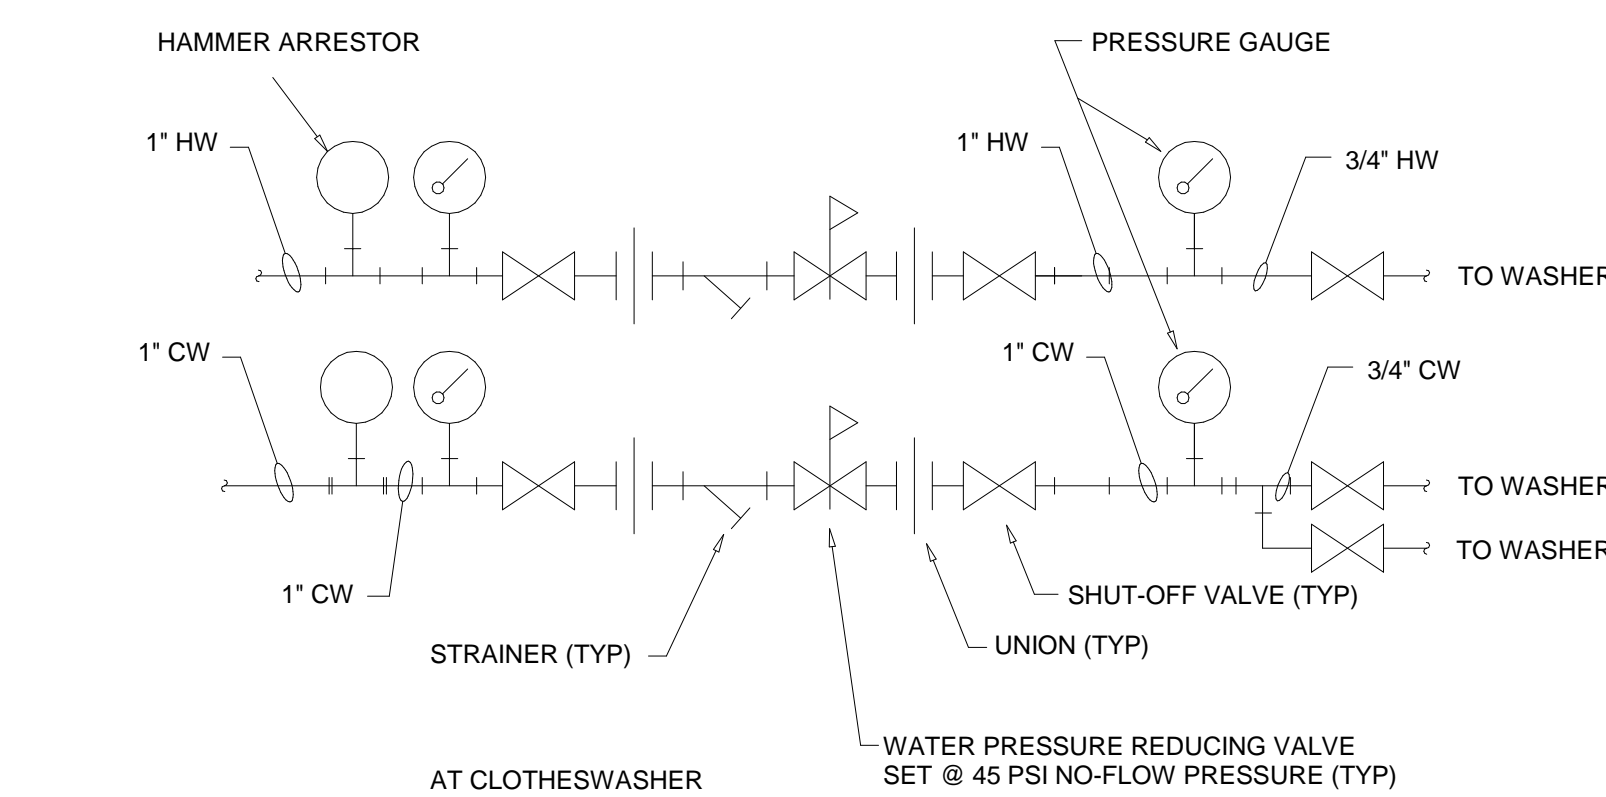 HAMMER ARRESTOR
PRESSURE GAUGE
1" HW
1" HW
3/4" HW
TO WASHER
1" CW
1" CW
3/4" CW
TO WASHER
TO WASHER
1" CW
SHUT-OFF VALVE (TYP)
STRAINER (TYP)
UNION (TYP)
WATER PRESSURE REDUCING VALVE
SET @ 45 PSI NO-FLOW PRESSURE (TYP)
AT CLOTHESWASHER